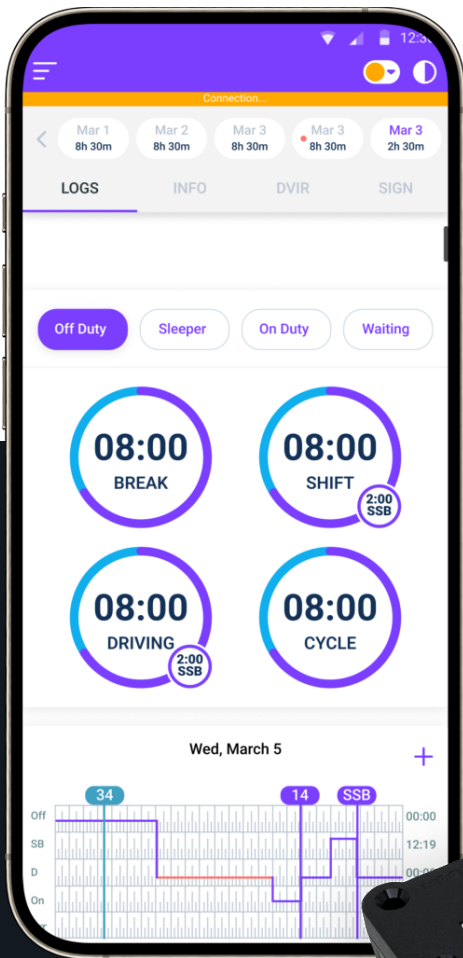 12:3
Connection...
Mar 1 Mar 2 Mar 3 Mar 3 Mar 3
8h 30m 8h 30m 8h 30m 8h 30m 2h 30m
LOGS INFO DVIR SIGN
Off Duty Sleeper On Duty Waiting
08:00 08:00
BREAK SHIFT
2:00
SSB
08:00 08:00
DRIVING CYCLE
2:00
SSB
Wed, March 5
34 14 SSB
Off 00:00
SB 12:19
D 00:0
On